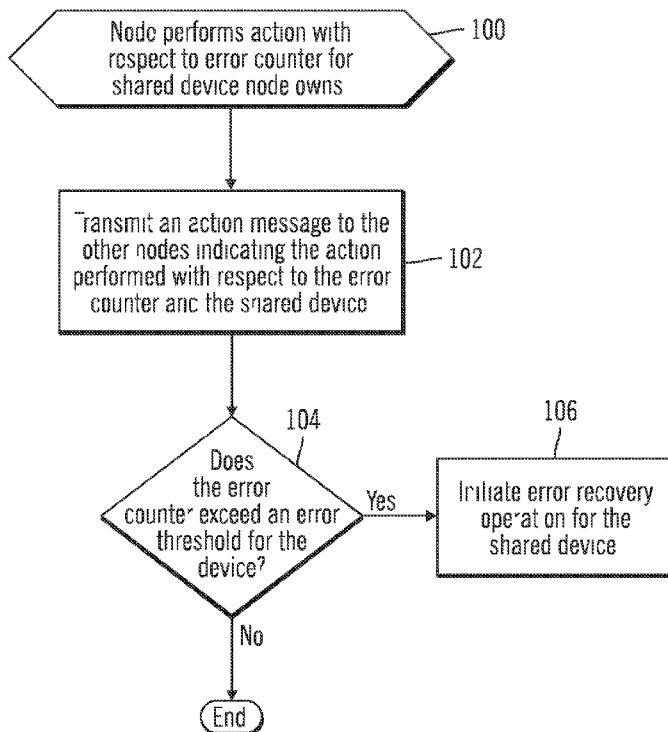 Node performs action with
respect to error counter for
shared device node owns
100
Transmit an action message to the
other nodes indicating the action
performed with respect to the error
counter and the shared device
102
104
Does
the error
counter exceed an error
threshold for the
device?
Yes
106
Initiate error recovery
operation for the
shared device
No
End